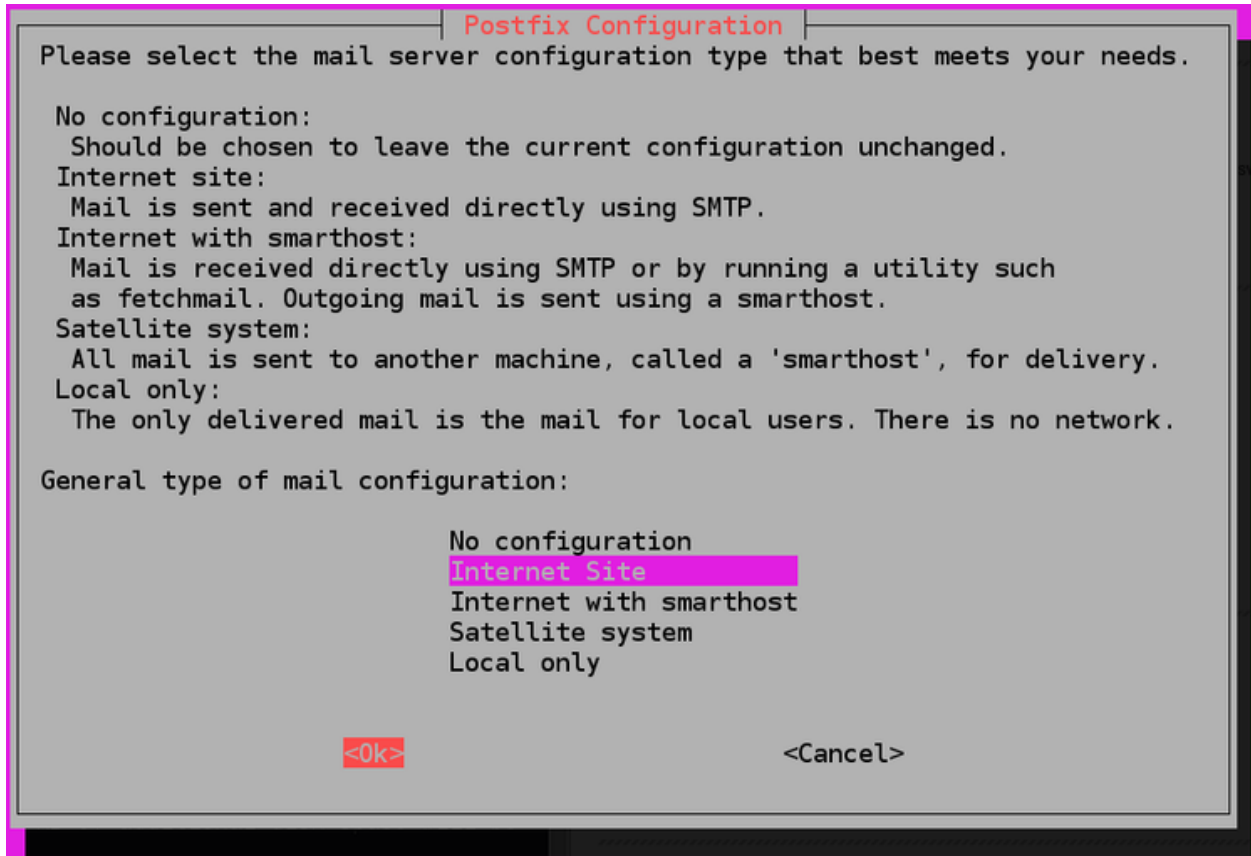 Postfix Configuration
Please select the mail server configuration type that best meets your needs.
No configuration:
Should be chosen to leave the current configuration unchanged.
Internet site:
Mail is sent and received directly using SMTP.
Internet with smarthost:
Mail is received directly using SMTP or by running a utility such
as fetchmail. Outgoing mail is sent using a smarthost.
Satellite system:
All mail is sent to another machine, called a 'smarthost', for delivery.
Local only:
The only delivered mail is the mail for local users. There is no network.
General type of mail configuration:
No configuration
Internet Site
Internet with smarthost
Satellite system
Local only
<Ok> <Cancel>